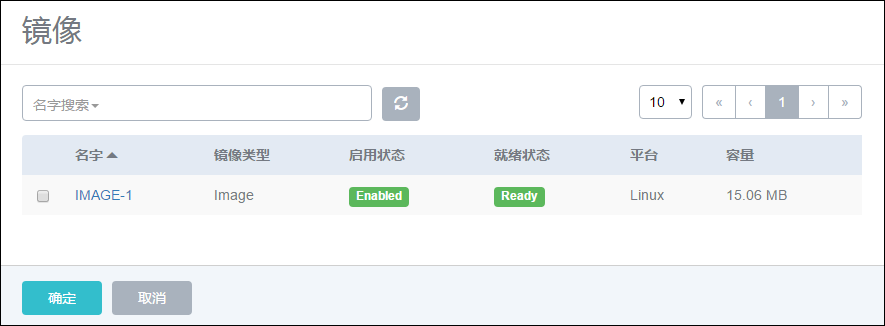 镜像
名字搜索
10 « ‹ 1 › »
名字 镜像类型 启用状态 就绪状态 平台 容量
IMAGE-1 Image Enabled Ready Linux 15.06 MB
确定 取消